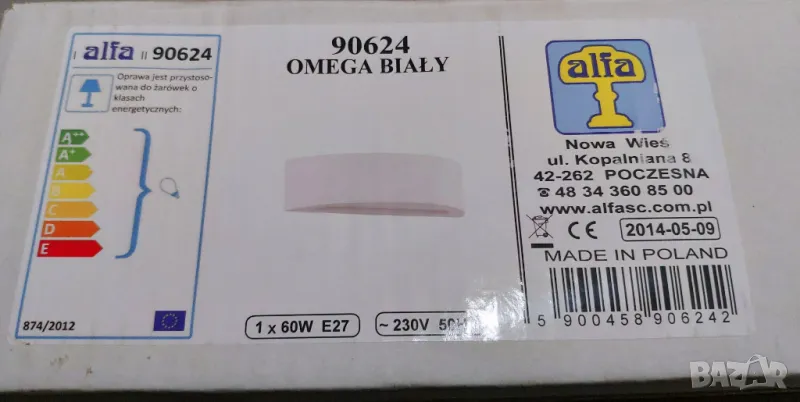 alfa 90624
Oprawa jest przystoso-
wana do żarówek o
klasach
energetycznych:
A++
A+
A
B
C
D
E
874/2012
90624
OMEGA BIAŁY
1 x 60W E27
~ 230V
alfa
Nowa Wieś
ul. Kopalniana 8
42-262 POCZESNA
☎ 48 34 360 85 00
www.alfasc.com.pl
CE 2014-05-09
MADE IN POLAND
5 900458 906242
BAZAR